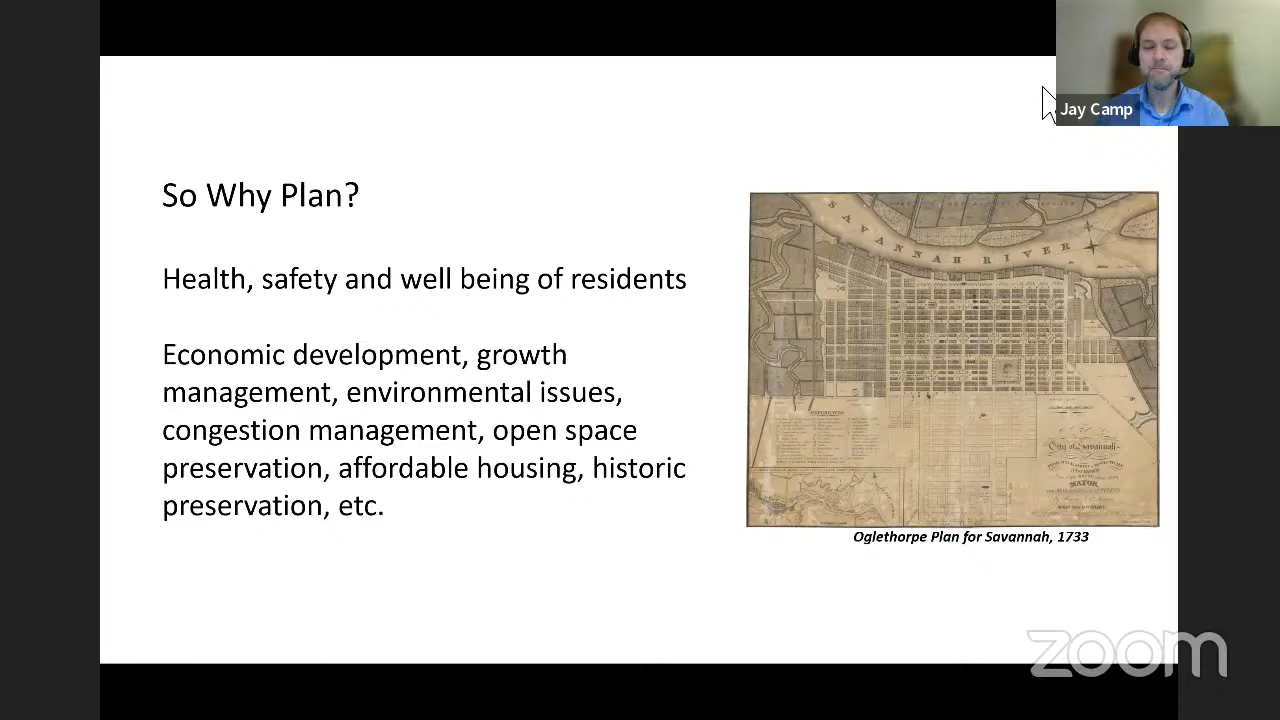 Jay Camp
So Why Plan?
Health, safety and well being of residents
Economic development, growth
management, environmental issues,
congestion management, open space
preservation, affordable housing, historic
preservation, etc.
SAVANNAH RIVER
City of Savannah
MAYOR
Oglethorpe Plan for Savannah, 1733
zoom